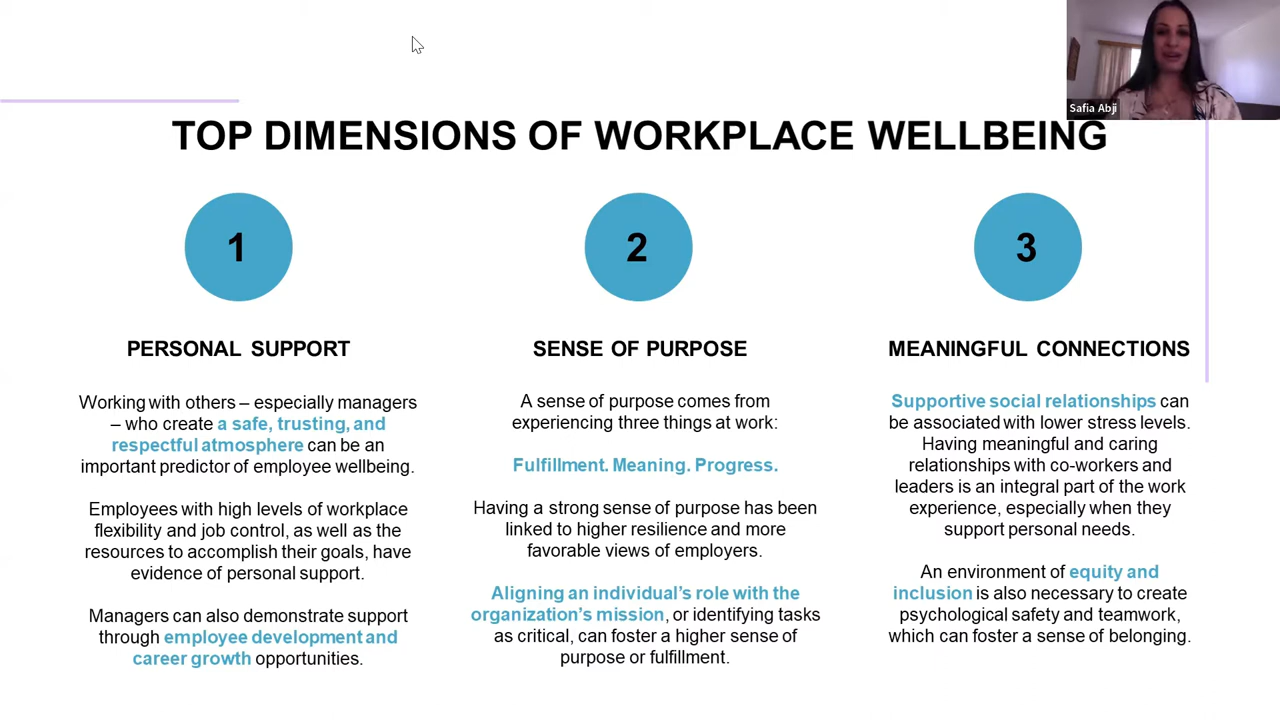 Safia Abji
TOP DIMENSIONS OF WORKPLACE WELLBEING
1
PERSONAL SUPPORT
Working with others – especially managers
– who create a safe, trusting, and
respectful atmosphere can be an
important predictor of employee wellbeing.
Employees with high levels of workplace
flexibility and job control, as well as the
resources to accomplish their goals, have
evidence of personal support.
Managers can also demonstrate support
through employee development and
career growth opportunities.
2
SENSE OF PURPOSE
A sense of purpose comes from
experiencing three things at work:
Fulfillment. Meaning. Progress.
Having a strong sense of purpose has been
linked to higher resilience and more
favorable views of employers.
Aligning an individual's role with the
organization's mission, or identifying tasks
as critical, can foster a higher sense of
purpose or fulfillment.
3
MEANINGFUL CONNECTIONS
Supportive social relationships can
be associated with lower stress levels.
Having meaningful and caring
relationships with co-workers and
leaders is an integral part of the work
experience, especially when they
support personal needs.
An environment of equity and
inclusion is also necessary to create
psychological safety and teamwork,
which can foster a sense of belonging.